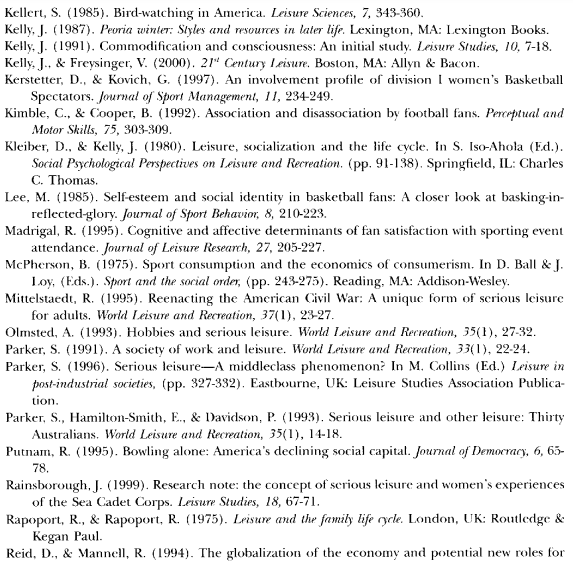 Kellert, S. (1985). Bird-watching in America. Leisure Sciences, 7, 343-360.
Kelly, J. (1987). Peoria winter: Styles and resources in later life. Lexington, MA: Lexington Books.
Kelly, J. (1991). Commodification and consciousness: An initial study. Leisure Studies, 10, 7-18.
Kelly, J., & Freysinger, V. (2000). 21st Century Leisure. Boston, MA: Allyn & Bacon.
Kerstetter, D., & Kovich, G. (1997). An involvement profile of division I women's Basketball
Spectators. Journal of Sport Management, 11, 234-249.
Kimble, C., & Cooper, B. (1992). Association and disassociation by football fans. Perceptual and
Motor Skills, 75, 303-309.
Kleiber, D., & Kelly, J. (1980). Leisure, socialization and the life cycle. In S. Iso-Ahola (Ed.).
Social Psychological Perspectives on Leisure and Recreation. (pp. 91-138). Springfield, IL: Charles
C. Thomas.
Lee, M. (1985). Self-esteem and social identity in basketball fans: A closer look at basking-in-
reflected-glory. Journal of Sport Behavior, 8, 210-223.
Madrigal, R. (1995). Cognitive and affective determinants of fan satisfaction with sporting event
attendance. Journal of Leisure Research, 27, 205-227.
McPherson, B. (1975). Sport consumption and the economics of consumerism. In D. Ball & J.
Loy, (Eds.). Sport and the social order, (pp. 243-275). Reading, MA: Addison-Wesley.
Mittelstaedt, R. (1995). Reenacting the American Civil War: A unique form of serious leisure
for adults. World Leisure and Recreation, 37(1), 23-27.
Olmsted, A. (1993). Hobbies and serious leisure. World Leisure and Recreation, 35(1), 27-32.
Parker, S. (1991). A society of work and leisure. World Leisure and Recreation, 33(1), 22-24.
Parker, S. (1996). Serious leisure—A middleclass phenomenon? In M. Collins (Ed.) Leisure in
post-industrial societies, (pp. 327-332). Eastbourne, UK: Leisure Studies Association Publica-
tion.
Parker, S., Hamilton-Smith, E., & Davidson, P. (1993). Serious leisure and other leisure: Thirty
Australians. World Leisure and Recreation, 35(1), 14-18.
Putnam, R. (1995). Bowling alone: America's declining social capital. Journal of Democracy, 6, 65-
78.
Rainsborough, J. (1999). Research note: the concept of serious leisure and women's experiences
of the Sea Cadet Corps. Leisure Studies, 18, 67-71.
Rapoport, R., & Rapoport, R. (1975). Leisure and the family life cycle. London, UK: Routledge &
Kegan Paul.
Reid, D., & Mannell, R. (1994). The globalization of the economy and potential new roles for